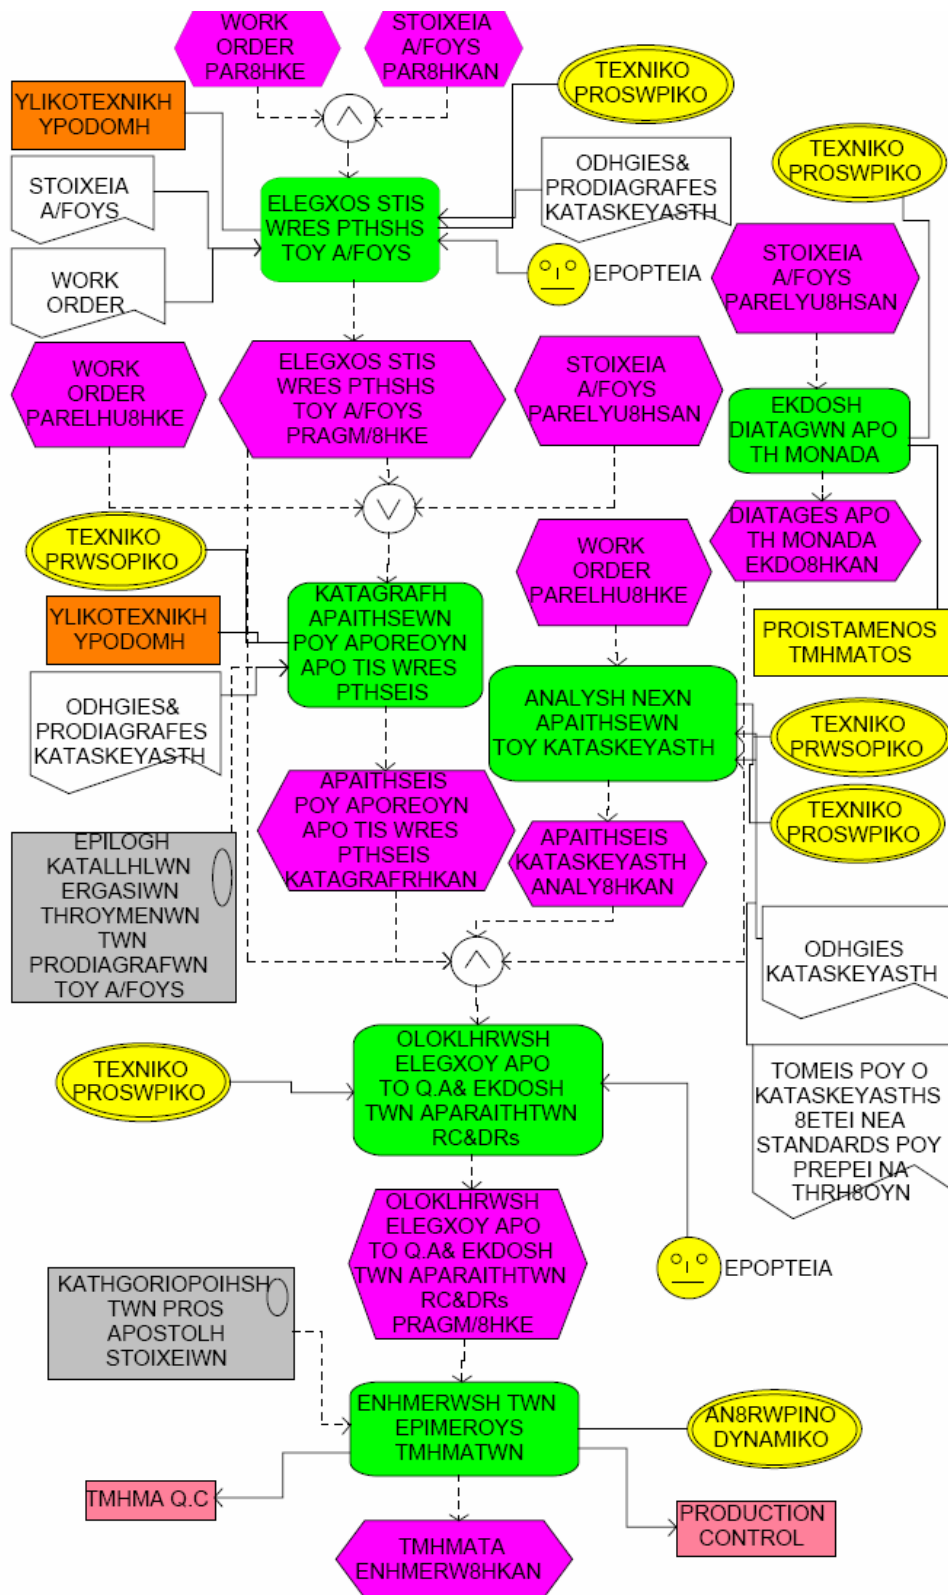 WORK
ORDER
PAR8HKE
STOIXEIA
A/FOYS
PAR8HKAN
TEXNIKO
PROSWPIKO
YLIKOTEXNIKH
YPODOMH
STOIXEIA
A/FOYS
ELEGXOS STIS
WRES PTHSHS
TOY A/FOYS
ODHGIES&
PRODIAGRAFES
KATASKEYASTH
TEXNIKO
PROSWPIKO
WORK
ORDER
EPOPTEIA
STOIXEIA
A/FOYS
PARELYU8HSAN
WORK
ORDER
PARELHU8HKE
ELEGXOS STIS
WRES PTHSHS
TOY A/FOYS
PRAGM/8HKE
STOIXEIA
A/FOYS
PARELYU8HSAN
EKDOSH
DIATAGWN APO
TH MONADA
TEXNIKO
PRWSOPIKO
WORK
ORDER
PARELHU8HKE
DIATAGES APO
TH MONADA
EKDO8HKAN
YLIKOTEXNIKH
YPODOMH
KATAGRAFH
APAITHSEWN
POY APOREOYN
APO TIS WRES
PTHSEIS
PROISTAMENOS
TMHMATOS
ODHGIES&
PRODIAGRAFES
KATASKEYASTH
ANALYSH NEXN
APAITHSEWN
TOY KATASKEYASTH
TEXNIKO
PRWSOPIKO
APAITHSEIS
POY APOREOYN
APO TIS WRES
PTHSEIS
KATAGRAFRHKAN
TEXNIKO
PROSWPIKO
EPILOGH
KATALLHLWN
ERGASIWN
THROYMENWN
TWN
PRODIAGRAFWN
TOY A/FOYS
APAITHSEIS
KATASKEYASTH
ANALY8HKAN
ODHGIES
KATASKEYASTH
TEXNIKO
PROSWPIKO
OLOKLHRWSH
ELEGXOY APO
TO Q.A& EKDOSH
TWN APARAITHTWN
RC&DRs
TOMEIS POY O
KATASKEYASTHS
8ETEI NEA
STANDARDS POY
PREPEI NA
THRH8OYN
OLOKLHRWSH
ELEGXOY APO
TO Q.A& EKDOSH
TWN APARAITHTWN
RC&DRs
PRAGM/8HKE
EPOPTEIA
KATHGORIOPOIHSH
TWN PROS
APOSTOLH
STOIXEIWN
ENHMERWSH TWN
EPIMEROYS
TMHMATWN
AN8RWPINO
DYNAMIKO
TMHMA Q.C
PRODUCTION
CONTROL
TMHMATA
ENHMERW8HKAN